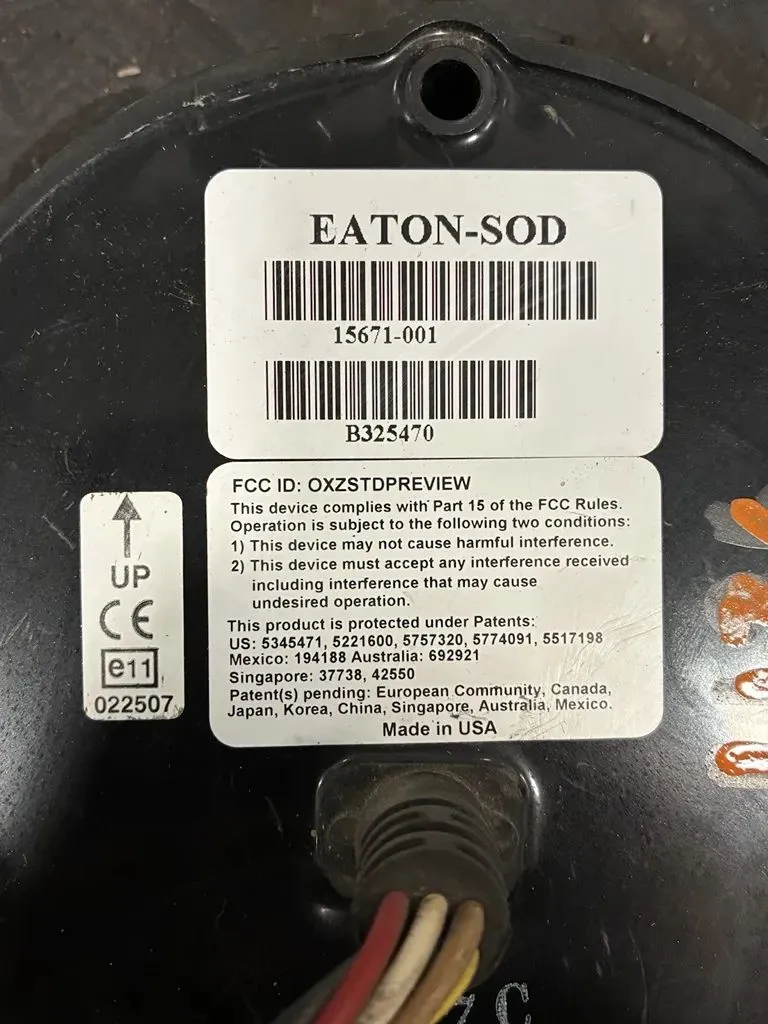 EATON-SOD
15671-001
B325470
FCC ID: OXZSTDPREVIEW
This device complies with Part 15 of the FCC Rules.
Operation is subject to the following two conditions:
1) This device may not cause harmful interference.
2) This device must accept any interference received
including interference that may cause
undesired operation.
This product is protected under Patents:
US: 5345471, 5221600, 5757320, 5774091, 5517198
Mexico: 194188 Australia: 692921
Singapore: 37738, 42550
Patent(s) pending: European Community, Canada,
Japan, Korea, China, Singapore, Australia, Mexico.
Made in USA
UP
CE
e11
022507